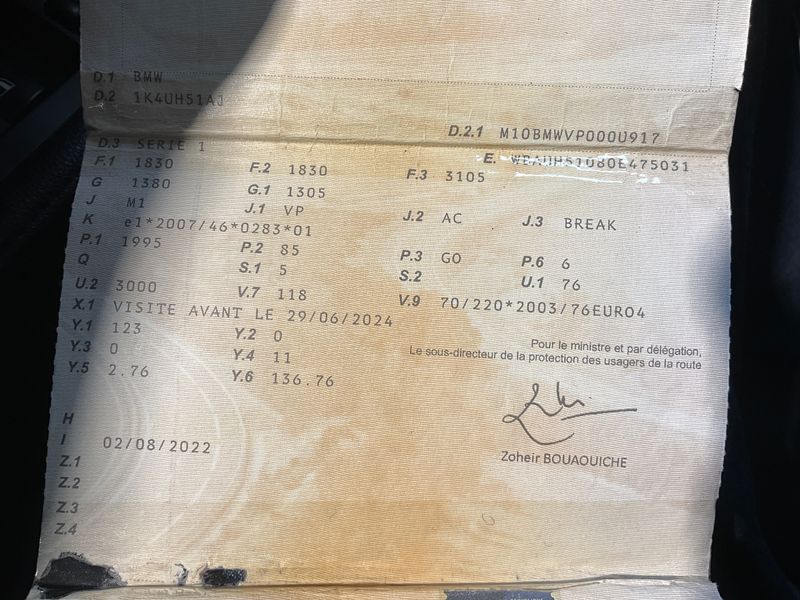 D.1 BMW
D.2 1K4UH51AJ
D.2.1 M10BMWVP000U917
D.3 SERIE 1
E. WBAUH51080E475031
F.1 1830 F.2 1830 F.3 3105
G 1380 G.1 1305
J M1 J.1 VP J.2 AC J.3 BREAK
K e1*2007/46*0283*01
P.1 1995 P.2 85 P.3 GO P.6 6
Q S.1 5 S.2 U.1 76
U.2 3000 V.7 118 V.9 70/220*2003/76EURO4
X.1 VISITE AVANT LE 29/06/2024
Y.1 123 Y.2 0
Y.3 0 Y.4 11
Y.5 2.76 Y.6 136.76
Pour le ministre et par délégation,
Le sous-directeur de la protection des usagers de la route
Zoheir BOUAOUICHE
H
I 02/08/2022
Z.1
Z.2
Z.3
Z.4